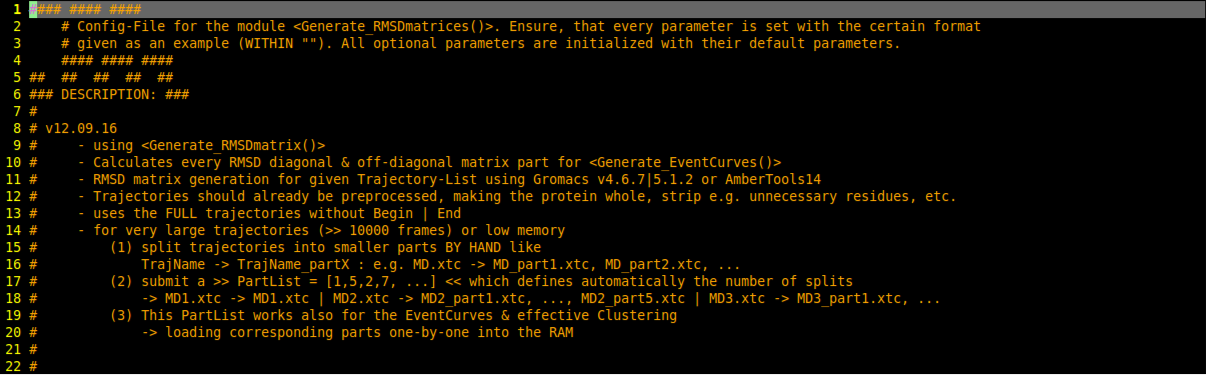 1 #### #### ####
2     # Config-File for the module <Generate_RMSDmatrices()>. Ensure, that every parameter is set with the certain format
3     # given as an example (WITHIN ""). All optional parameters are initialized with their default parameters.
4     #### #### ####
5 ##  ##  ##  ##  ##
6 ### DESCRIPTION: ###
7 #
8 # v12.09.16
9 #     - using <Generate_RMSDmatrix()>
10 #     - Calculates every RMSD diagonal & off-diagonal matrix part for <Generate_EventCurves()>
11 #     - RMSD matrix generation for given Trajectory-List using Gromacs v4.6.7|5.1.2 or AmberTools14
12 #     - Trajectories should already be preprocessed, making the protein whole, strip e.g. unnecessary residues, etc.
13 #     - uses the FULL trajectories without Begin | End
14 #     - for very large trajectories (>> 10000 frames) or low memory
15 #         (1) split trajectories into smaller parts BY HAND like
16 #             TrajName -> TrajName_partX : e.g. MD.xtc -> MD_part1.xtc, MD_part2.xtc, ...
17 #         (2) submit a >> PartList = [1,5,2,7, ...] << which defines automatically the number of splits
18 #             -> MD1.xtc -> MD1.xtc | MD2.xtc -> MD2_part1.xtc, ..., MD2_part5.xtc | MD3.xtc -> MD3_part1.xtc, ...
19 #         (3) This PartList works also for the EventCurves & effective Clustering
20 #             -> loading corresponding parts one-by-one into the RAM
21 #
22 #